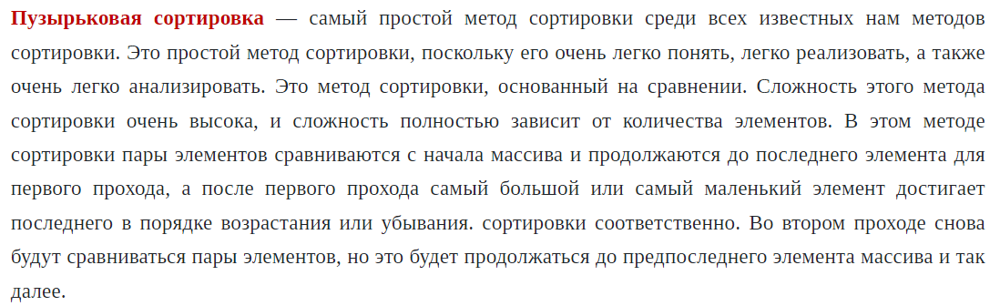 Пузырьковая сортировка — самый простой метод сортировки среди всех известных нам методов
сортировки. Это простой метод сортировки, поскольку его очень легко понять, легко реализовать, а также
очень легко анализировать. Это метод сортировки, основанный на сравнении. Сложность этого метода
сортировки очень высока, и сложность полностью зависит от количества элементов. В этом методе
сортировки пары элементов сравниваются с начала массива и продолжаются до последнего элемента для
первого прохода, а после первого прохода самый большой или самый маленький элемент достигает
последнего в порядке возрастания или убывания. сортировки соответственно. Во втором проходе снова
будут сравниваться пары элементов, но это будет продолжаться до предпоследнего элемента массива и так
далее.